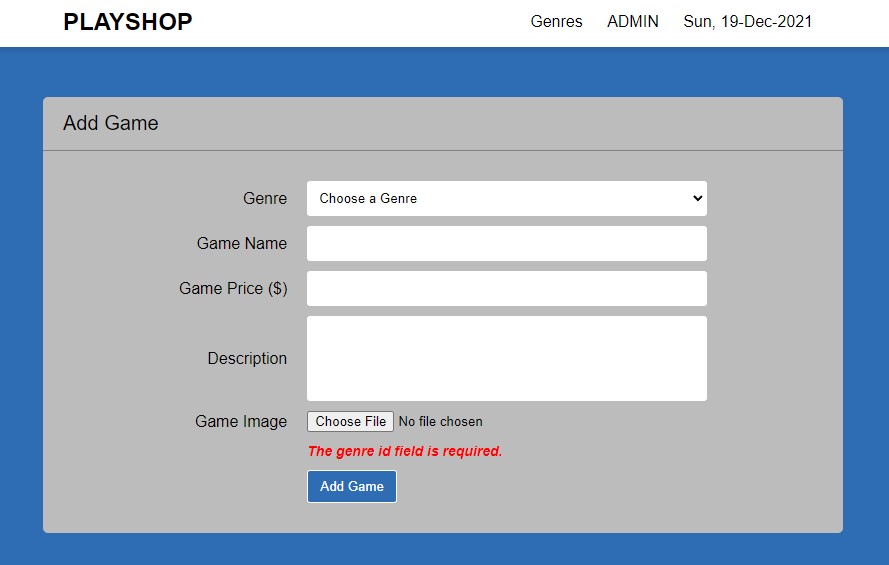 PLAYSHOP Genres ADMIN Sun, 19-Dec-2021
Add Game
Genre Choose a Genre
Game Name
Game Price ($)
Description
Game Image Choose File No file chosen
The genre id field is required.
Add Game